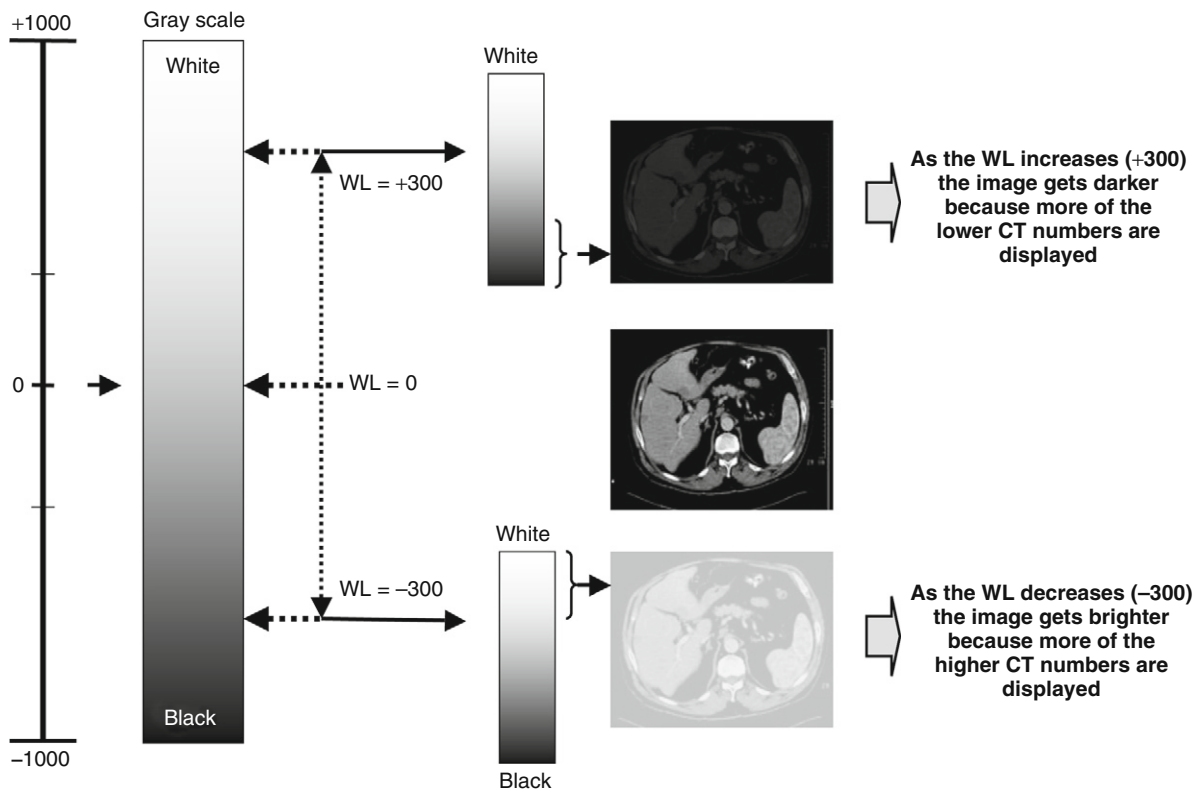 +1000
Gray scale
White
White
WL = +300
As the WL increases (+300)
the image gets darker
because more of the
lower CT numbers are
displayed
0
WL = 0
White
WL = –300
As the WL decreases (–300)
the image gets brighter
because more of the
higher CT numbers are
displayed
Black
–1000
Black